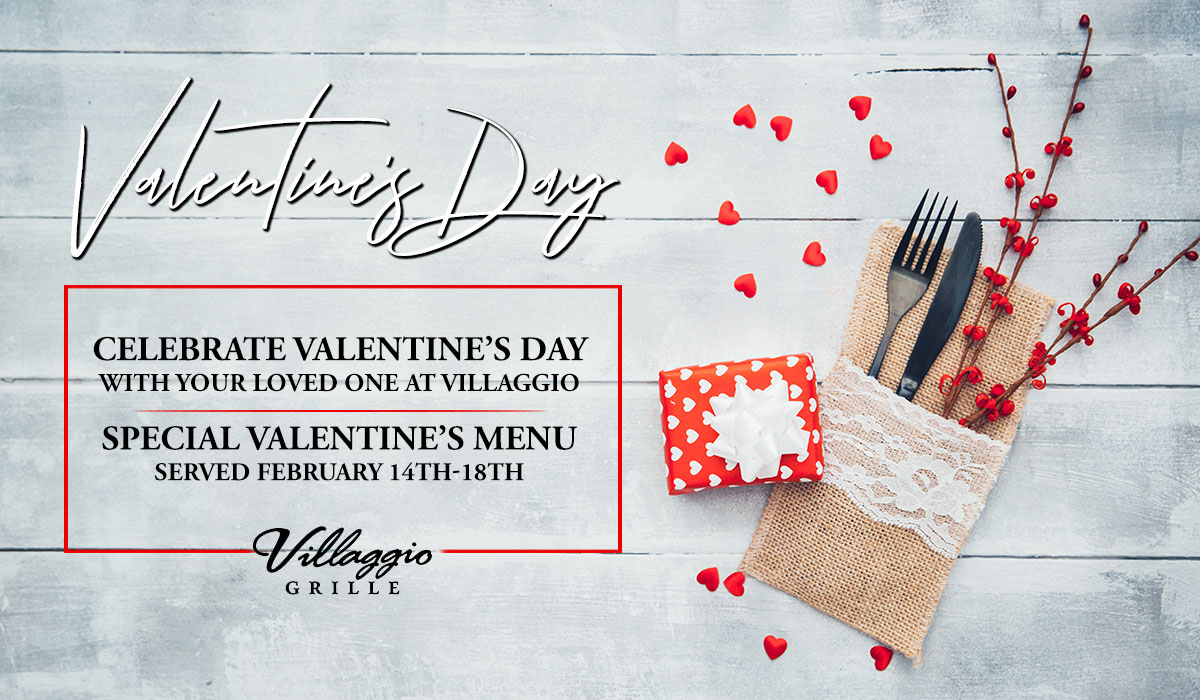 Valentine's Day
CELEBRATE VALENTINE'S DAY
WITH YOUR LOVED ONE AT VILLAGGIO
SPECIAL VALENTINE'S MENU
SERVED FEBRUARY 14TH-18TH
Villaggio
GRILLE